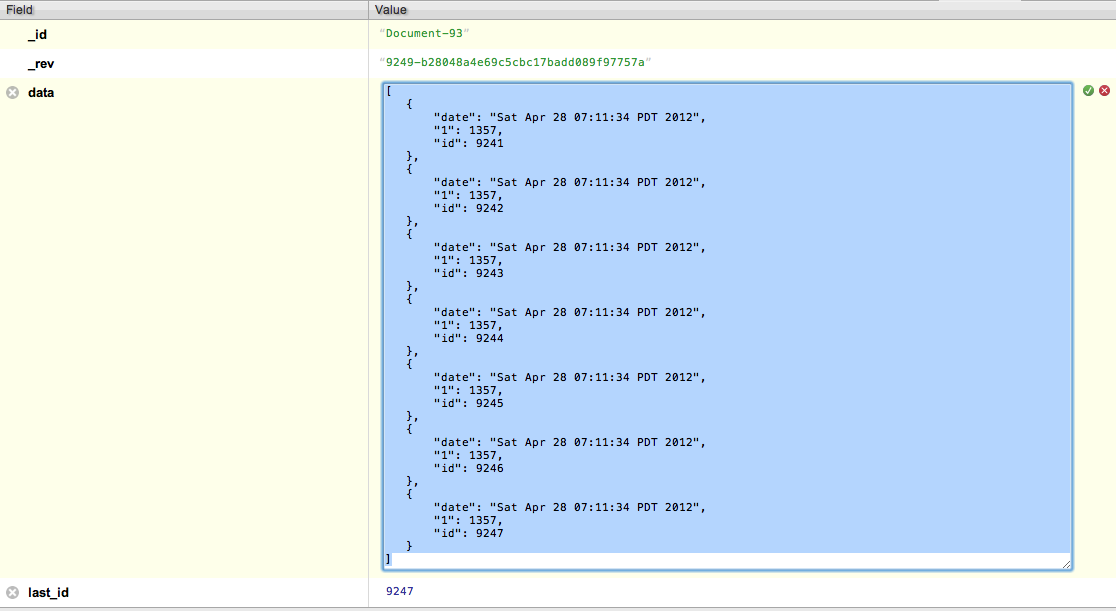 Field Value
_id "Document-93"
_rev "9249-b28048a4e69c5cbc17badd089f97757a"
data [
{
"date": "Sat Apr 28 07:11:34 PDT 2012",
"1": 1357,
"id": 9241
},
{
"date": "Sat Apr 28 07:11:34 PDT 2012",
"1": 1357,
"id": 9242
},
{
"date": "Sat Apr 28 07:11:34 PDT 2012",
"1": 1357,
"id": 9243
},
{
"date": "Sat Apr 28 07:11:34 PDT 2012",
"1": 1357,
"id": 9244
},
{
"date": "Sat Apr 28 07:11:34 PDT 2012",
"1": 1357,
"id": 9245
},
{
"date": "Sat Apr 28 07:11:34 PDT 2012",
"1": 1357,
"id": 9246
},
{
"date": "Sat Apr 28 07:11:34 PDT 2012",
"1": 1357,
"id": 9247
}
]
last_id 9247